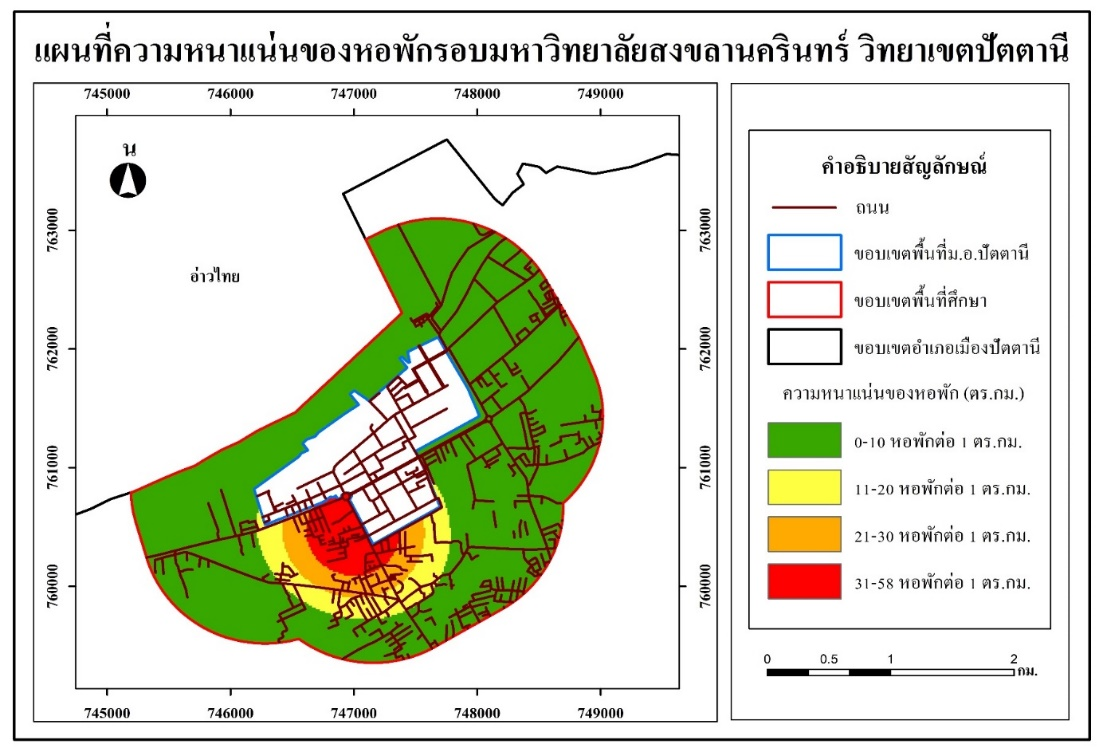 แผนที่ความหนาแน่นของหอพักรอบมหาวิทยาลัยสงขลานครินทร์ วิทยาเขตปัตตานี
745000 746000 747000 748000 749000
น
763000 763000
อ่าวไทย
762000 762000
761000 761000
760000 760000
745000 746000 747000 748000 749000
คำอธิบายสัญลักษณ์
ถนน
ขอบเขตพื้นที่ม.อ.ปัตตานี
ขอบเขตพื้นที่ศึกษา
ขอบเขตอำเภอเมืองปัตตานี
ความหนาแน่นของหอพัก (ตร.กม.)
0-10 หอพักต่อ 1 ตร.กม.
11-20 หอพักต่อ 1 ตร.กม.
21-30 หอพักต่อ 1 ตร.กม.
31-58 หอพักต่อ 1 ตร.กม.
0 0.5 1 2
กม.